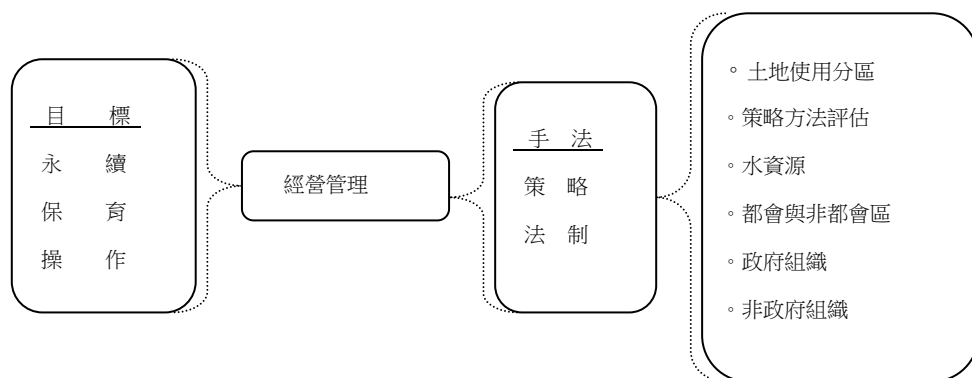 目 標
永 續
保 育
操 作
經營管理
手 法
策 略
法 制
。土地使用分區
。策略方法評估
。水資源
。都會與非都會區
。政府組織
。非政府組織